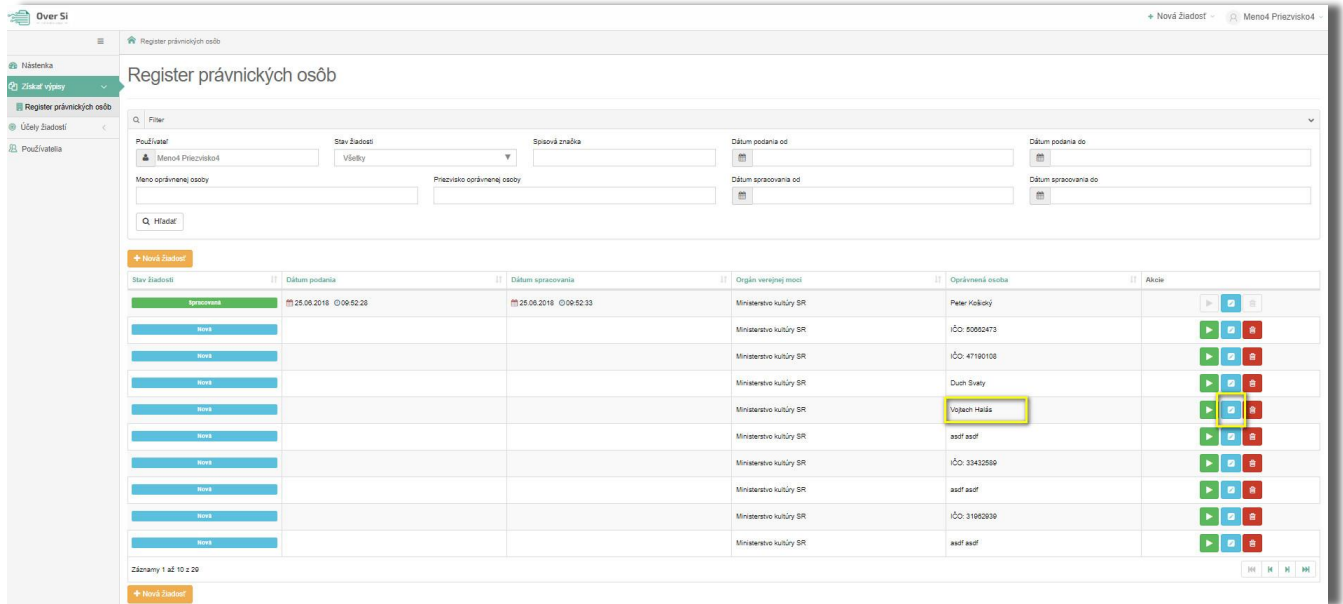 Over Si
+ Nová žiadosť
Meno4 Priezvisko4
Register právnických osôb
Nástenka
Získať výpisy
Register právnických osôb
Účely žiadostí
Používatelia
Register právnických osôb
Filter
Používateľ Stav žiadosti Spisová značka Dátum podania od Dátum podania do
Meno4 Priezvisko4 Všetky
Meno oprávnenej osoby Priezvisko oprávnenej osoby Dátum spracovania od Dátum spracovania do
Hľadať
+ Nová žiadosť
Stav žiadosti Dátum podania Dátum spracovania Orgán verejnej moci Oprávnená osoba Akcie
Spracovaná 25.06.2018 09:52:28 25.06.2018 09:52:33 Ministerstvo kultúry SR Peter Košický
Nová Ministerstvo kultúry SR IČO: 50662473
Nová Ministerstvo kultúry SR IČO: 47190108
Nová Ministerstvo kultúry SR Duch Svaty
Nová Ministerstvo kultúry SR Vojtech Halás
Nová Ministerstvo kultúry SR asdf asdf
Nová Ministerstvo kultúry SR IČO: 33432589
Nová Ministerstvo kultúry SR asdf asdf
Nová Ministerstvo kultúry SR IČO: 31962939
Nová Ministerstvo kultúry SR asdf asdf
Záznamy 1 až 10 z 29
+ Nová žiadosť